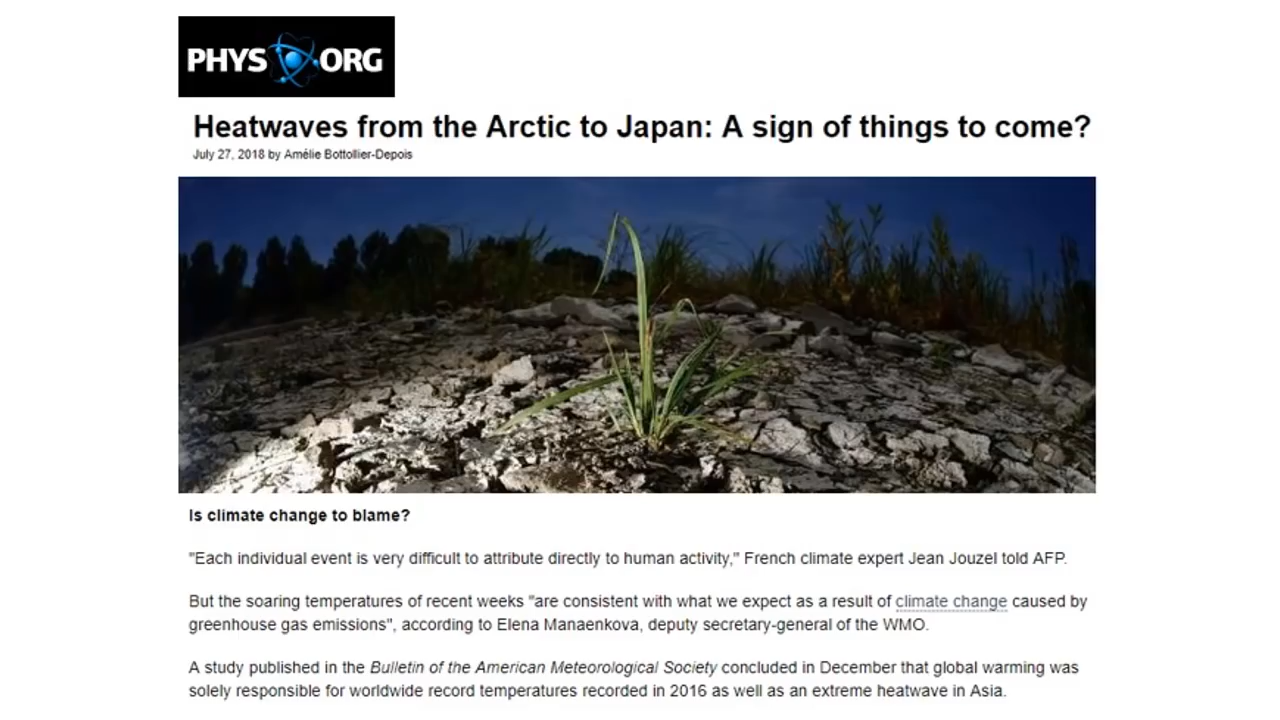 PHYS ORG
Heatwaves from the Arctic to Japan: A sign of things to come?
July 27, 2018 by Amélie Bottollier-Depois
Is climate change to blame?
"Each individual event is very difficult to attribute directly to human activity," French climate expert Jean Jouzel told AFP.
But the soaring temperatures of recent weeks "are consistent with what we expect as a result of climate change caused by
greenhouse gas emissions", according to Elena Manaenkova, deputy secretary-general of the WMO.
A study published in the Bulletin of the American Meteorological Society concluded in December that global warming was
solely responsible for worldwide record temperatures recorded in 2016 as well as an extreme heatwave in Asia.